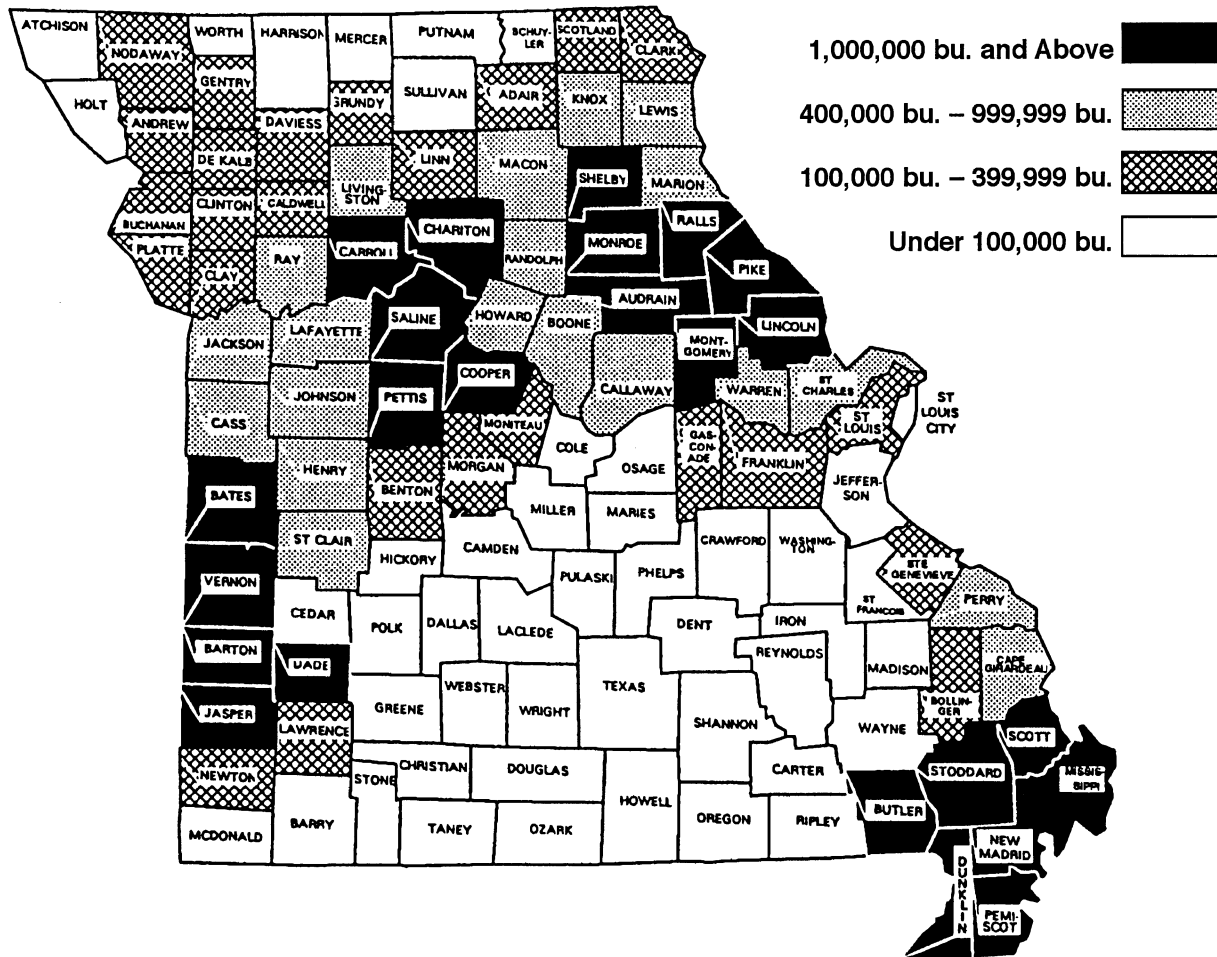 1,000,000 bu. and Above
400,000 bu. – 999,999 bu.
100,000 bu. – 399,999 bu.
Under 100,000 bu.
ATCHISON
NODAWAY
WORTH
HARRISON
MERCER
PUTNAM
SCHUY-
LER
SCOTLAND
CLARK
HOLT
GENTRY
GRUNDY
SULLIVAN
ADAIR
KNOX
LEWIS
ANDREW
DAVIESS
DE KALB
LINN
MACON
SHELBY
MARION
LIVING-
STON
BUCHANAN
CLINTON
CALDWELL
CHARITON
RALLS
PLATTE
CLAY
RAY
CARROLL
RANDOLPH
MONROE
PIKE
AUDRAIN
JACKSON
LAFAYETTE
SALINE
HOWARD
BOONE
MONT-
GOMERY
LINCOLN
COOPER
CALLAWAY
WARREN
ST
CHARLES
CASS
JOHNSON
PETTIS
MONITEAU
COLE
OSAGE
GAS-
CON-
ADE
FRANKLIN
ST
LOUIS
ST
LOUIS
CITY
HENRY
BENTON
MORGAN
MILLER
MARIES
JEFFER-
SON
BATES
ST CLAIR
HICKORY
CAMDEN
PULASKI
PHELPS
CRAWFORD
WASHING-
TON
STE
GENEVIEVE
VERNON
CEDAR
POLK
DALLAS
LACLEDE
DENT
IRON
ST
FRANCOIS
PERRY
BARTON
DADE
REYNOLDS
MADISON
CAPE
GIRARDEAU
JASPER
GREENE
WEBSTER
WRIGHT
TEXAS
SHANNON
WAYNE
BOLLIN-
GER
SCOTT
LAWRENCE
NEWTON
STONE
CHRISTIAN
DOUGLAS
HOWELL
CARTER
STODDARD
MISSIS-
SIPPI
MCDONALD
BARRY
TANEY
OZARK
OREGON
RIPLEY
BUTLER
NEW
MADRID
DUNKLIN
PEMI-
SCOT